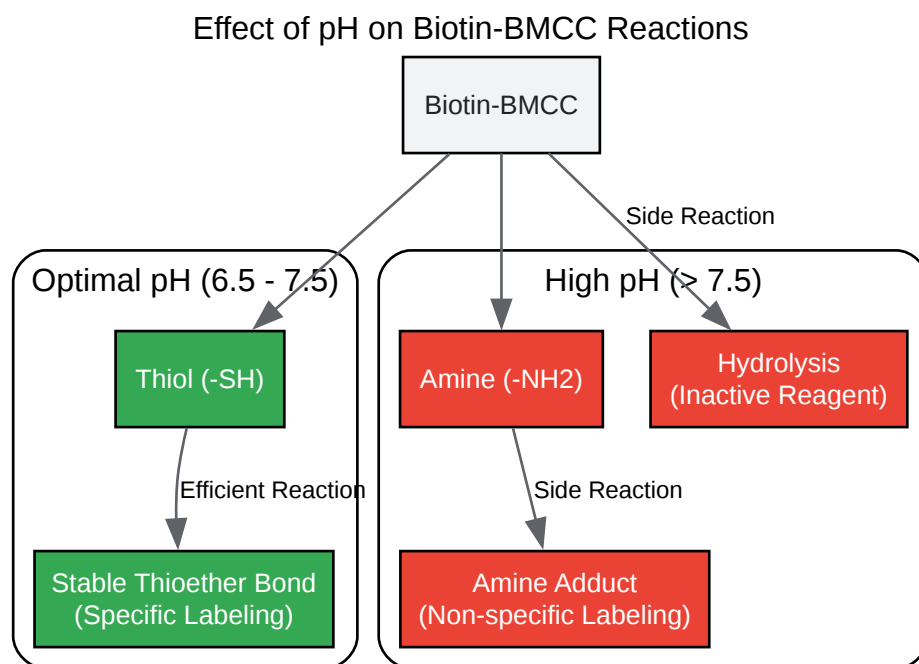 Effect of pH on Biotin-BMCC Reactions
Biotin-BMCC
Side Reaction
Optimal pH (6.5 - 7.5)
High pH (> 7.5)
Thiol (-SH)
Amine (-NH2)
Hydrolysis
(Inactive Reagent)
Efficient Reaction
Side Reaction
Stable Thioether Bond
(Specific Labeling)
Amine Adduct
(Non-specific Labeling)